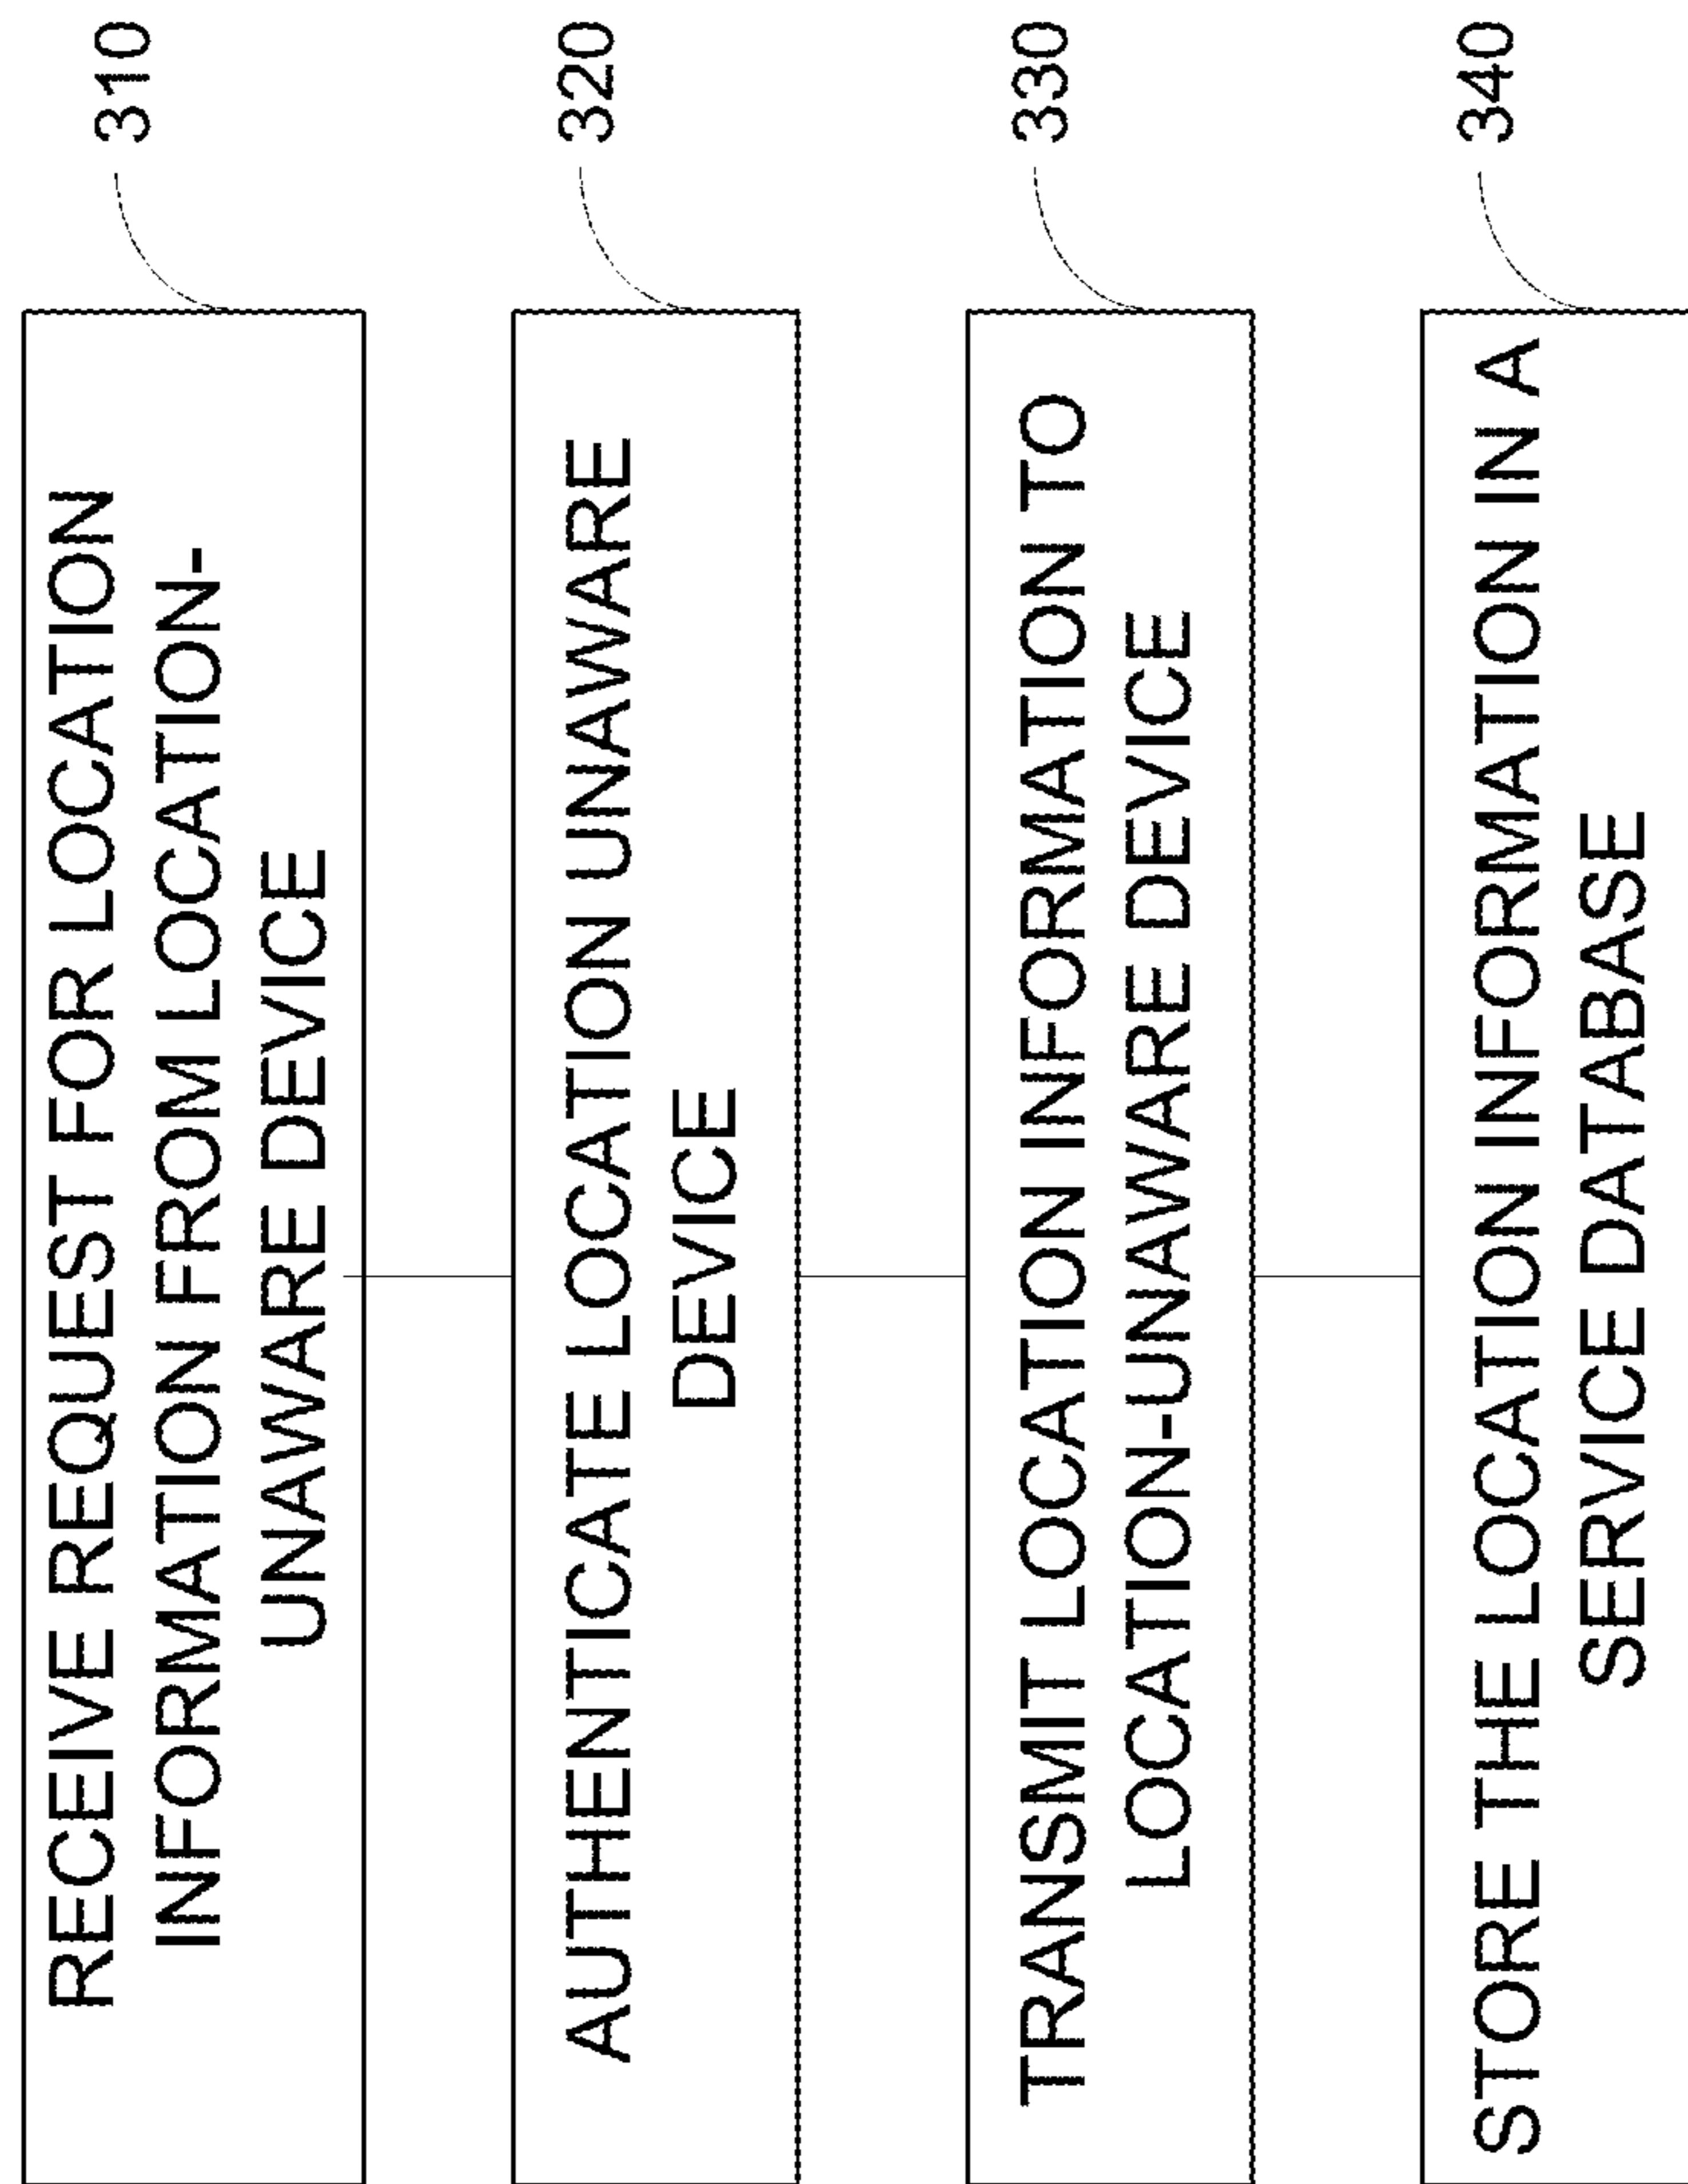 RECEIVE REQUEST FOR LOCATION
INFORMATION FROM LOCATION-
UNAWARE DEVICE
310
AUTHENTICATE LOCATION UNAWARE
DEVICE
320
TRANSMIT LOCATION INFORMATION TO
LOCATION-UNAWARE DEVICE
330
STORE THE LOCATION INFORMATION IN A
SERVICE DATABASE
340